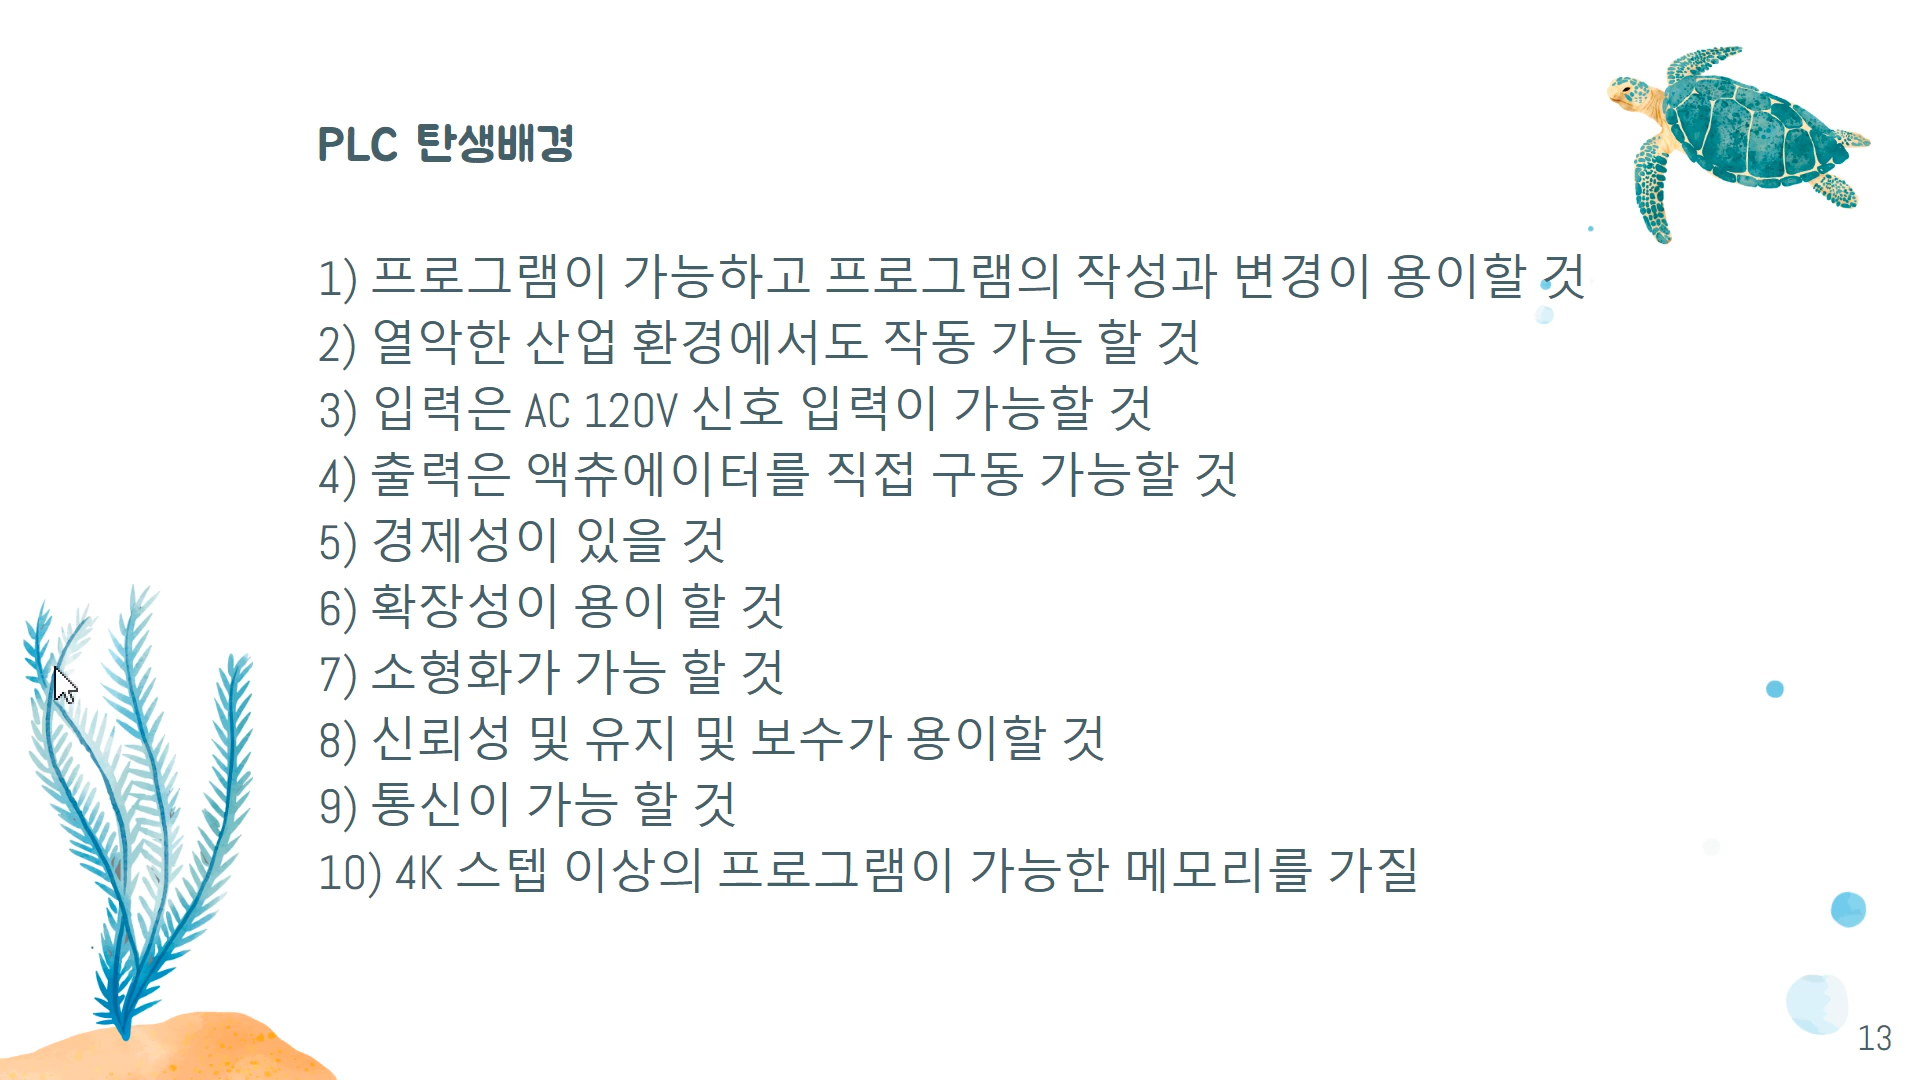 PLC 탄생배경
1) 프로그램이 가능하고 프로그램의 작성과 변경이 용이할 것
2) 열악한 산업 환경에서도 작동 가능 할 것
3) 입력은 AC 120V 신호 입력이 가능할 것
4) 출력은 액츄에이터를 직접 구동 가능할 것
5) 경제성이 있을 것
6) 확장성이 용이 할 것
7) 소형화가 가능 할 것
8) 신뢰성 및 유지 및 보수가 용이할 것
9) 통신이 가능 할 것
10) 4K 스텝 이상의 프로그램이 가능한 메모리를 가질
13